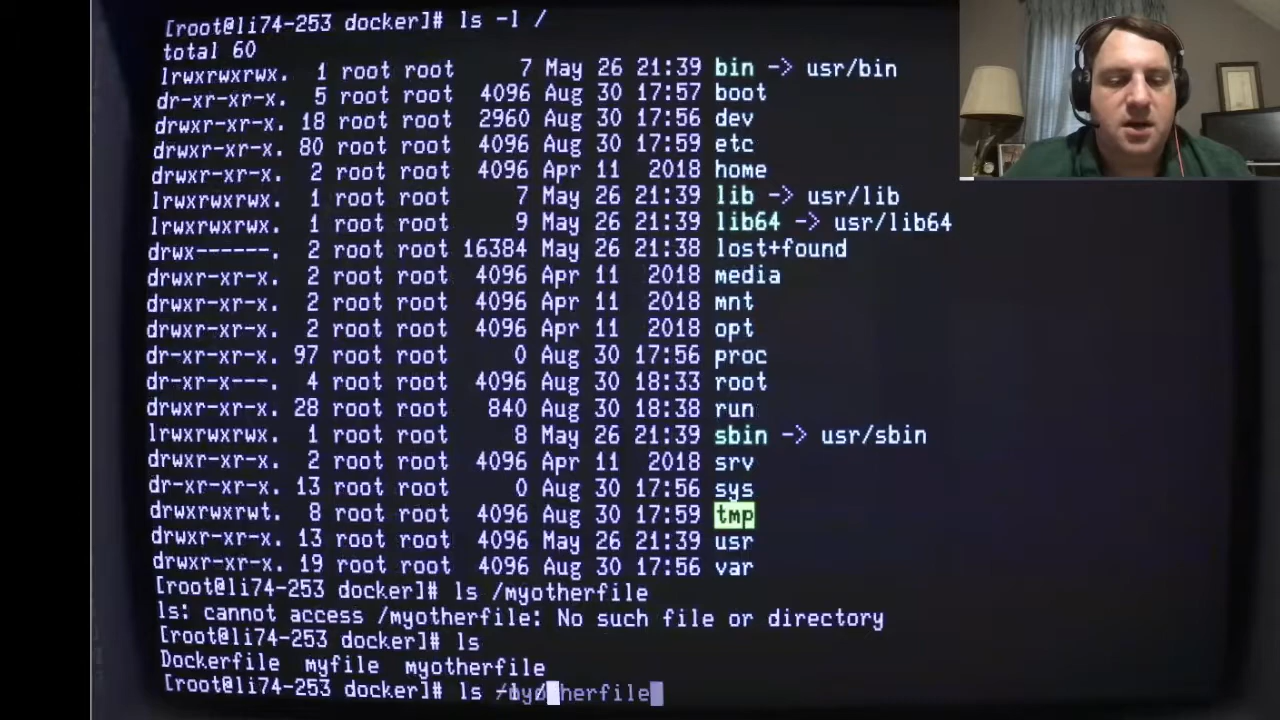 [root@li74-253 docker]# ls -l /
total 60
lrwxrwxrwx. 1 root root 7 May 26 21:39 bin -> usr/bin
dr-xr-xr-x. 5 root root 4096 Aug 30 17:57 boot
drwxr-xr-x. 18 root root 2960 Aug 30 17:56 dev
drwxr-xr-x. 80 root root 4096 Aug 30 17:59 etc
drwxr-xr-x. 2 root root 4096 Apr 11 2018 home
lrwxrwxrwx. 1 root root 7 May 26 21:39 lib -> usr/lib
lrwxrwxrwx. 1 root root 9 May 26 21:39 lib64 -> usr/lib64
drwx------. 2 root root 16384 May 26 21:38 lost+found
drwxr-xr-x. 2 root root 4096 Apr 11 2018 media
drwxr-xr-x. 2 root root 4096 Apr 11 2018 mnt
drwxr-xr-x. 2 root root 4096 Apr 11 2018 opt
dr-xr-xr-x. 97 root root 0 Aug 30 17:56 proc
dr-xr-x---. 4 root root 4096 Aug 30 18:33 root
drwxr-xr-x. 28 root root 840 Aug 30 18:38 run
lrwxrwxrwx. 1 root root 8 May 26 21:39 sbin -> usr/sbin
drwxr-xr-x. 2 root root 4096 Apr 11 2018 srv
dr-xr-xr-x. 13 root root 0 Aug 30 17:56 sys
drwxrwxrwt. 8 root root 4096 Aug 30 17:59 tmp
drwxr-xr-x. 13 root root 4096 May 26 21:39 usr
drwxr-xr-x. 19 root root 4096 Aug 30 17:56 var
[root@li74-253 docker]# ls /myotherfile
ls: cannot access /myotherfile: No such file or directory
[root@li74-253 docker]# ls
Dockerfile myfile myotherfile
[root@li74-253 docker]# ls